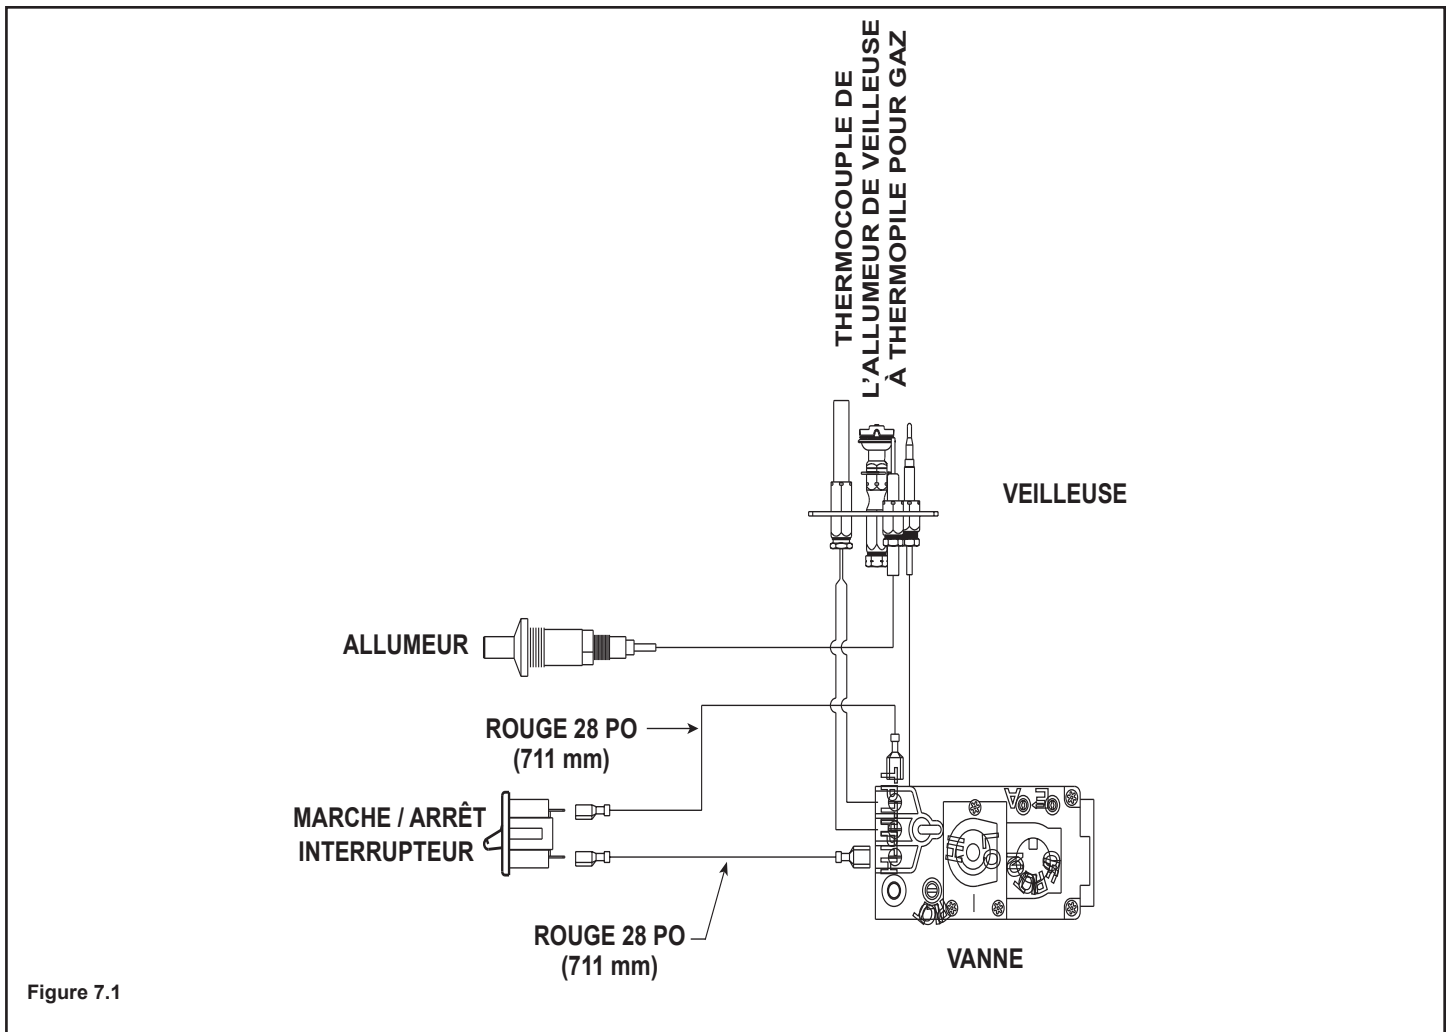 THERMOCOUPLE DE
L'ALLUMEUR DE VEILLEUSE
À THERMOPILE POUR GAZ
VEILLEUSE
ALLUMEUR
ROUGE 28 PO
(711 mm)
MARCHE / ARRÊT
INTERRUPTEUR
ROUGE 28 PO
(711 mm)
VANNE
Figure 7.1